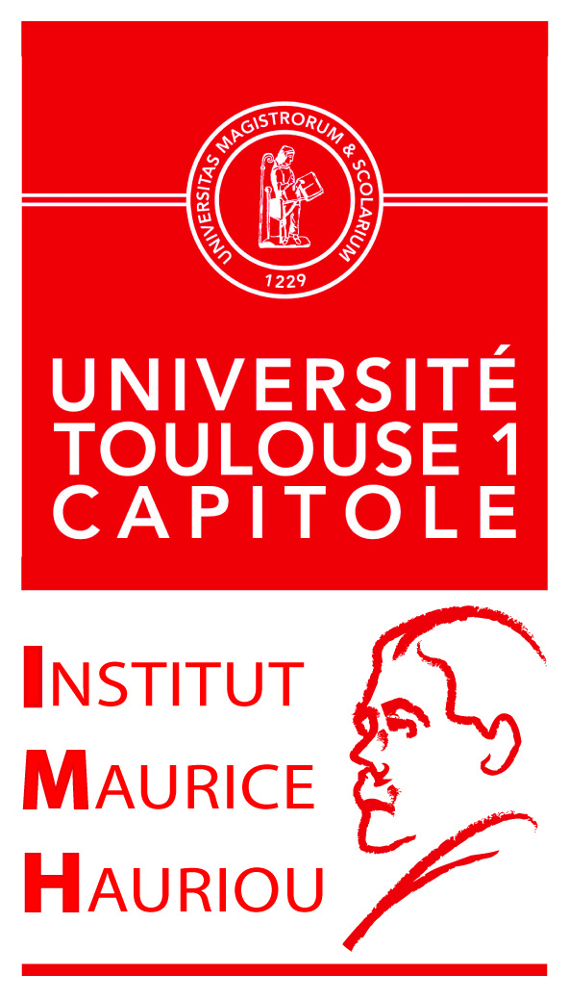 UNIVERSITAS MAGISTRORUM & SCOLARIUM
1229
UNIVERSITÉ
TOULOUSE 1
CAPITOLE
INSTITUT
MAURICE
HAURIOU